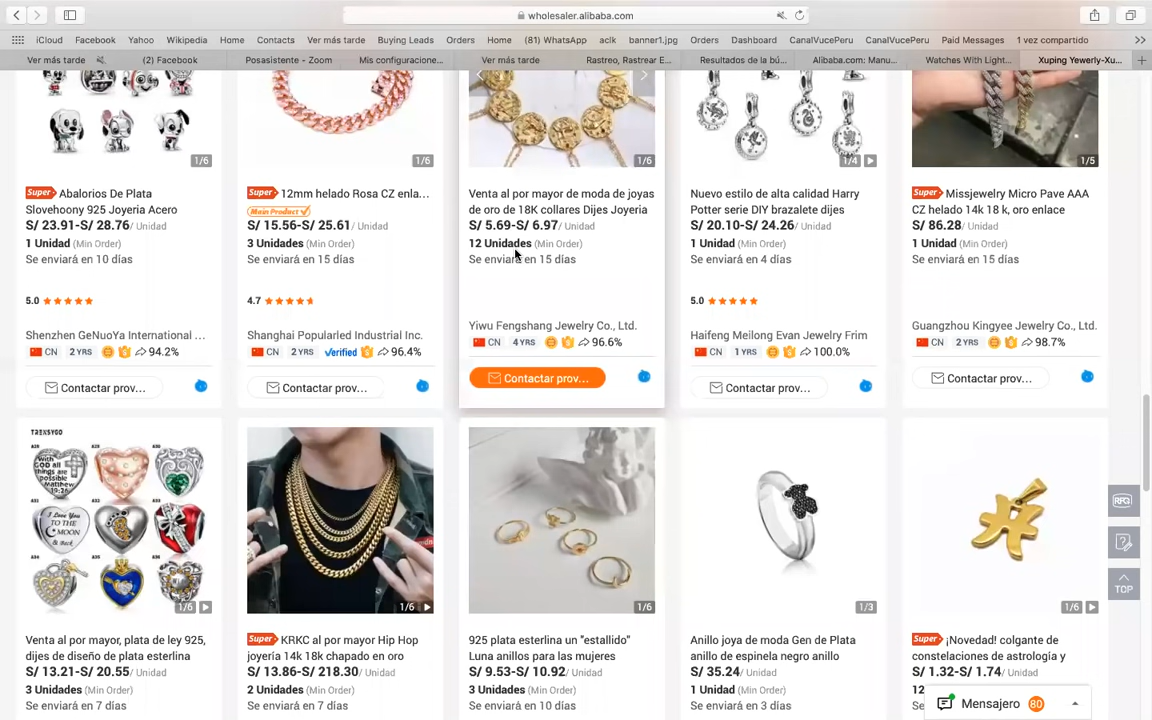 wholesaler.alibaba.com
iCloud Facebook Yahoo Wikipedia Home Contacts Ver más tarde Buying Leads Orders Home (81) WhatsApp aclk banner1.jpg Orders Dashboard CanalVucePeru CanalVucePeru Paid Messages 1 vez compartido
Ver más tarde (2) Facebook Posasistente - Zoom Mis configuracione... Ver más tarde Rastreo, Rastrear E... Resultados de la bú... Alibaba.com: Manu... Watches With Light... Xuping Yewerly-Xu...
1/6 1/6 1/6 1/4 1/5
Super Abalorios De Plata
Slovehoony 925 Joyeria Acero
S/ 23.91-S/ 28.76/ Unidad
1 Unidad (Min Order)
Se enviará en 10 días
5.0
Shenzhen GeNuoYa International ...
CN 2 YRS 94.2%
Contactar prov...
Super 12mm helado Rosa CZ enla...
Main Product
S/ 15.56-S/ 25.61/ Unidad
3 Unidades (Min Order)
Se enviará en 15 días
4.7
Shanghai Popularled Industrial Inc.
CN 2 YRS Verified 96.4%
Contactar prov...
Venta al por mayor de moda de joyas
de oro de 18K collares Dijes Joyeria
S/ 5.69-S/ 6.97/ Unidad
12 Unidades (Min Order)
Se enviará en 15 días
Yiwu Fengshang Jewelry Co., Ltd.
CN 4 YRS 96.6%
Contactar prov...
Nuevo estilo de alta calidad Harry
Potter serie DIY brazalete dijes
S/ 20.10-S/ 24.26/ Unidad
1 Unidad (Min Order)
Se enviará en 4 días
5.0
Haifeng Meilong Evan Jewelry Frim
CN 1 YRS 100.0%
Contactar prov...
Super Missjewelry Micro Pave AAA
CZ helado 14k 18 k, oro enlace
S/ 86.28/ Unidad
1 Unidad (Min Order)
Se enviará en 15 días
Guangzhou Kingyee Jewelry Co., Ltd.
CN 2 YRS 98.7%
Contactar prov...
With GOD all things are possible Matthew 19:26
I Love You TO THE MOON & Back
1/6
Venta al por mayor, plata de ley 925,
dijes de diseño de plata esterlina
S/ 13.21-S/ 20.55/ Unidad
3 Unidades (Min Order)
Se enviará en 7 días
1/6
Super KRKC al por mayor Hip Hop
joyería 14k 18k chapado en oro
S/ 13.86-S/ 218.30/ Unidad
2 Unidades (Min Order)
Se enviará en 7 días
1/6
925 plata esterlina un "estallido"
Luna anillos para las mujeres
S/ 9.53-S/ 10.92/ Unidad
3 Unidades (Min Order)
Se enviará en 10 días
1/3
Anillo joya de moda Gen de Plata
anillo de espinela negro anillo
S/ 35.24/ Unidad
1 Unidad (Min Order)
Se enviará en 3 días
1/6
Super ¡Novedad! colgante de
constelaciones de astrología y
S/ 1.32-S/ 1.74/ Unidad
12
Se
RFQ
TOP
Mensajero 80